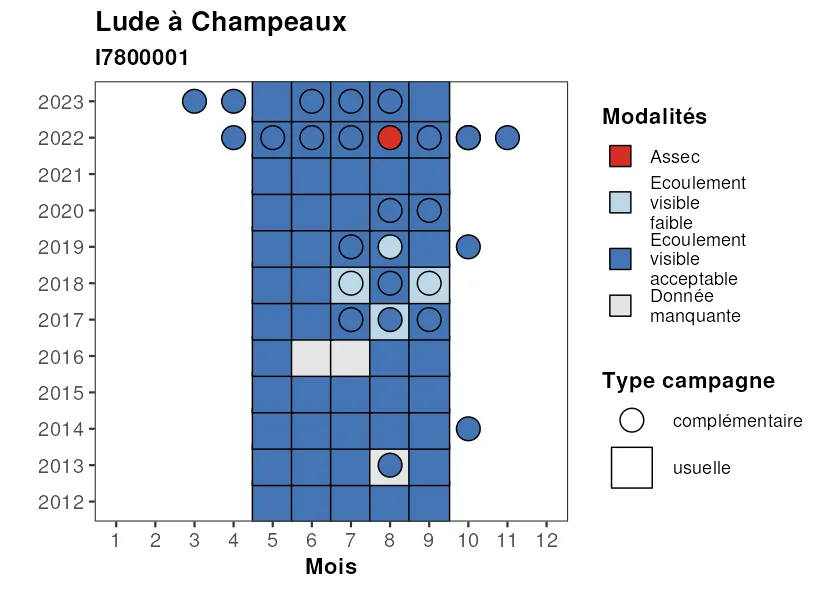 Lude à Champeaux
I7800001
2023
2022
2021
2020
2019
2018
2017
2016
2015
2014
2013
2012
1 2 3 4 5 6 7 8 9 10 11 12
Mois
Modalités
Assec
Ecoulement
visible
faible
Ecoulement
visible
acceptable
Donnée
manquante
Type campagne
complémentaire
usuelle